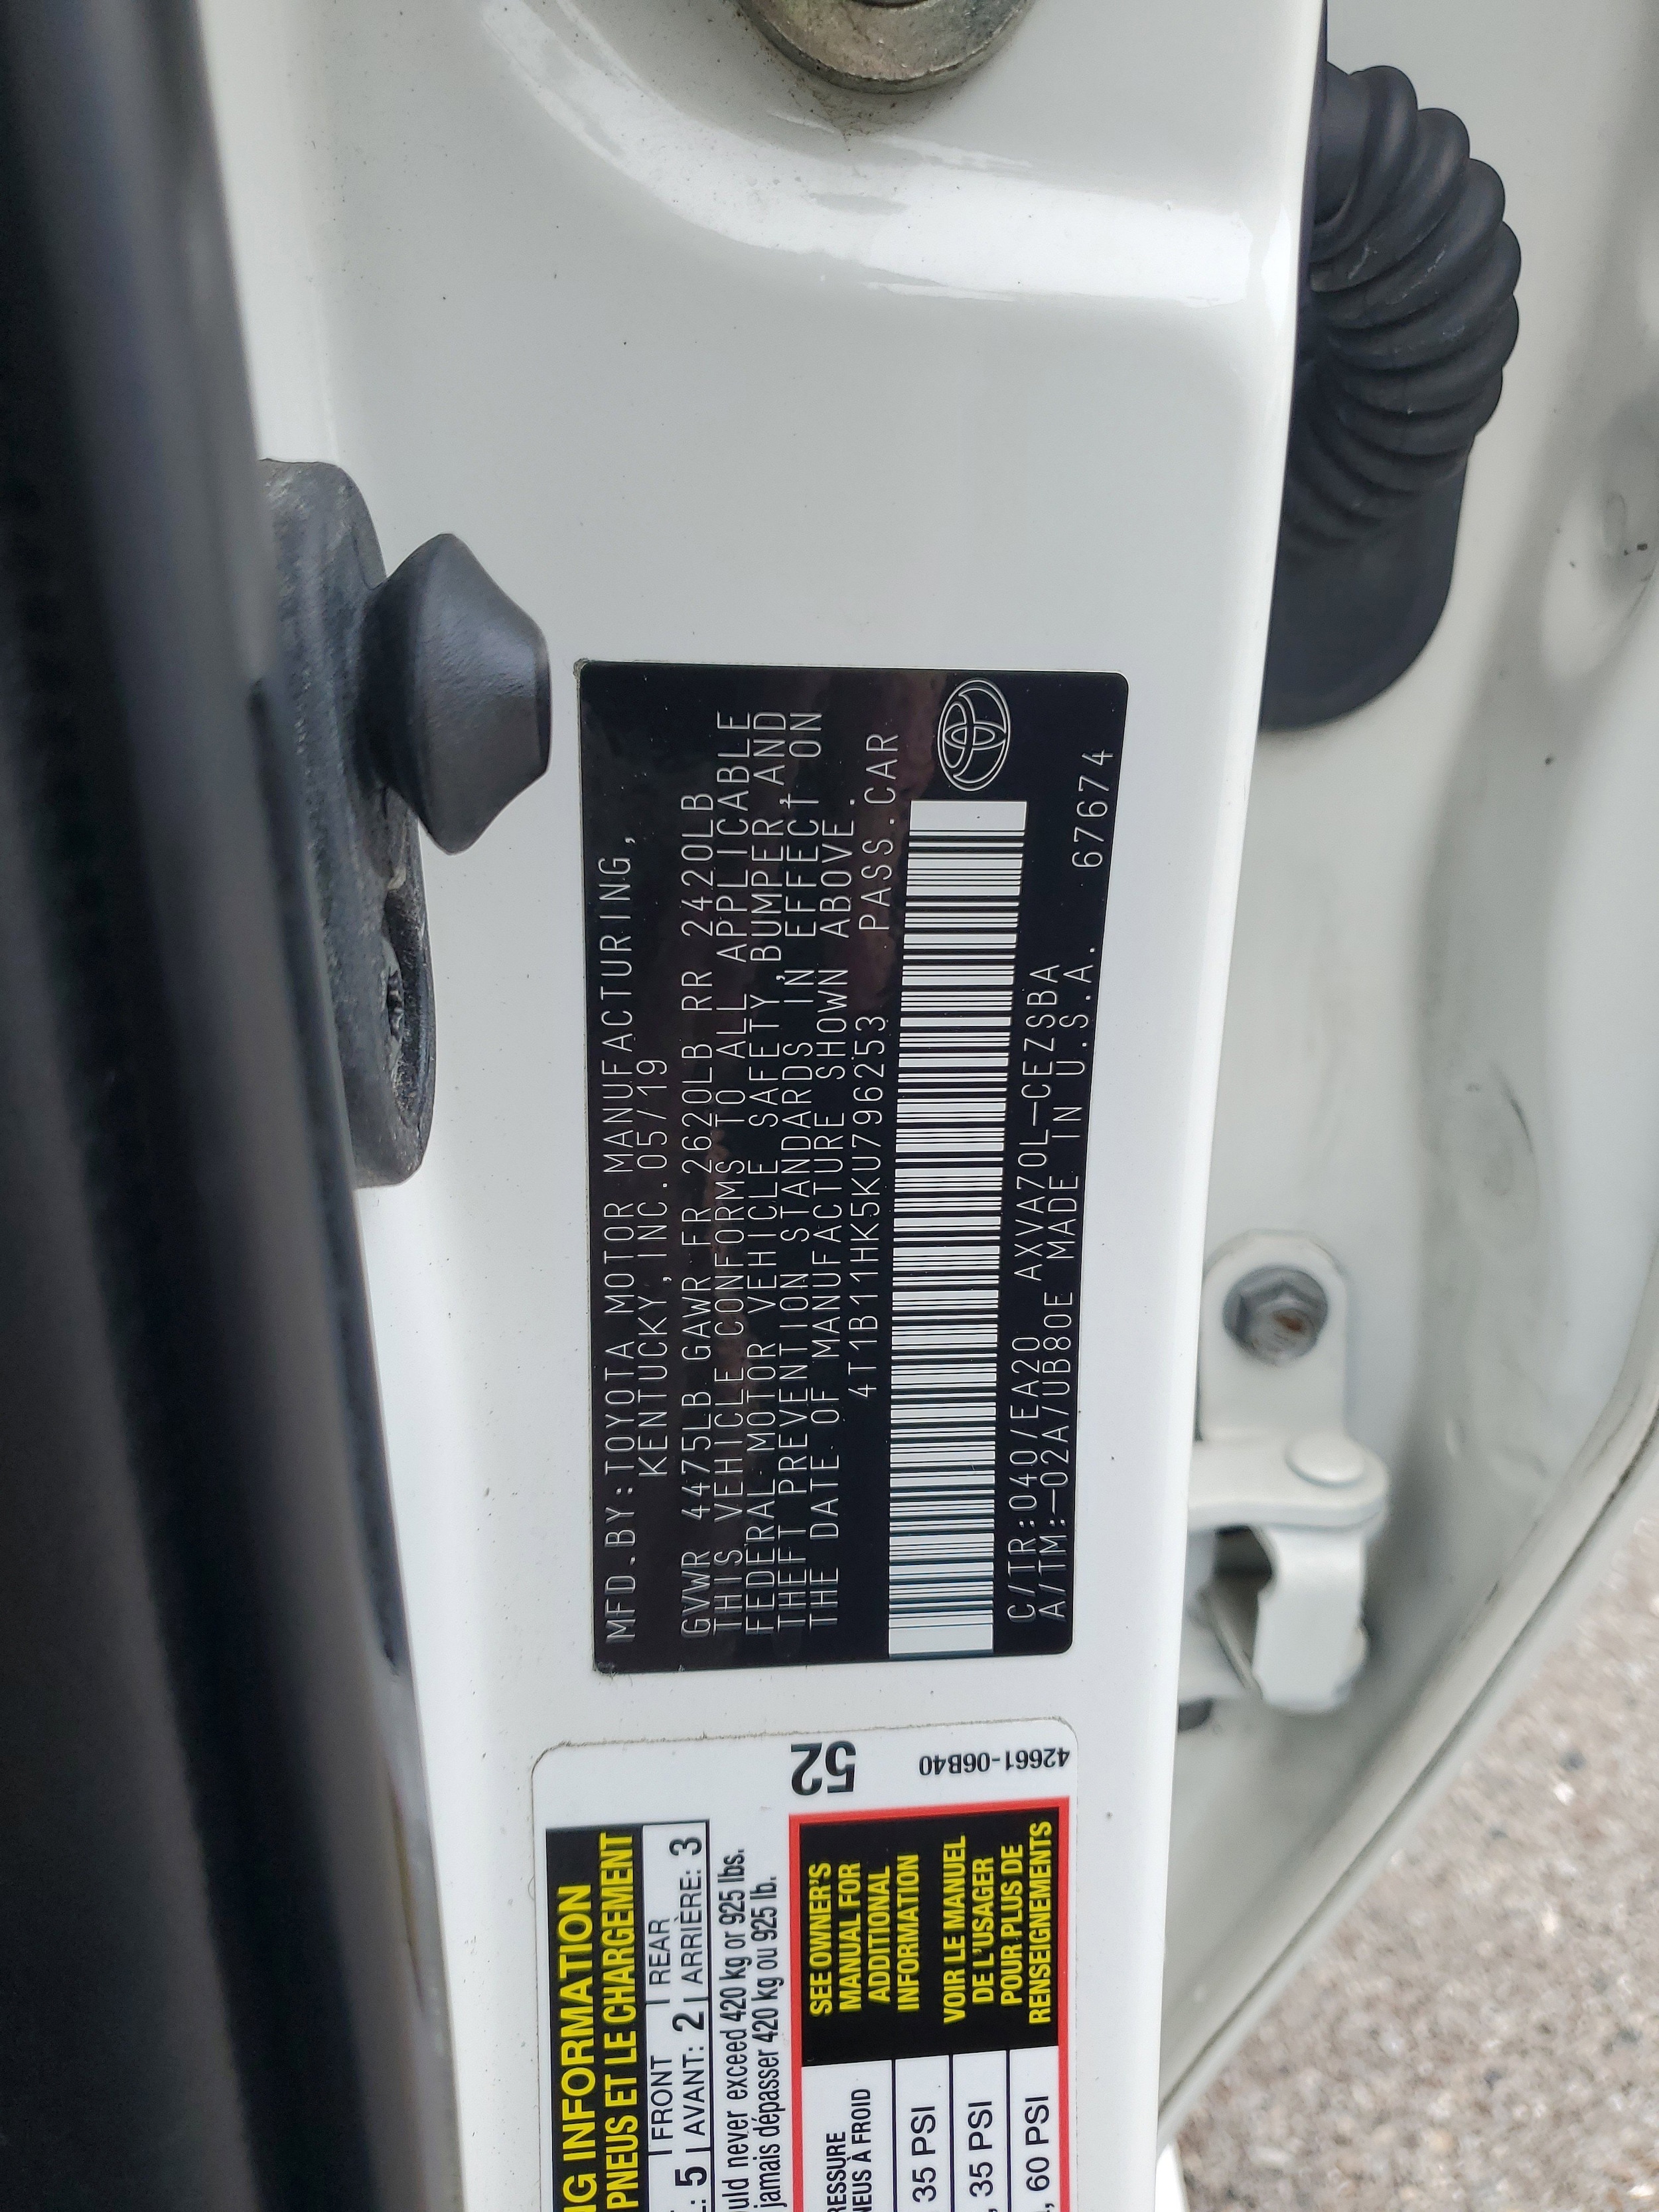 MFD.BY:TOYOTA MOTOR MANUFACTURING,
KENTUCKY,INC.05/19
GVWR 4475LB GAWR FR 2620LB RR 2420LB
THIS VEHICLE CONFORMS TO ALL APPLICABLE
FEDERAL MOTOR VEHICLE SAFETY,BUMPER,AND
THEFT PREVENTION STANDARDS IN EFFECT ON
THE DATE OF MANUFACTURE SHOWN ABOVE.
4T1B11HK5KU796253 PASS.CAR
C/TR:040/EA20 AXVA70L-CEZSBA
A/TM:-02A/UB80E MADE IN U.S.A. 67674
52
42661-06B40
INFORMATION
PNEUS ET LE CHARGEMENT
FRONT REAR
5 AVANT: 2 ARRIÈRE: 3
never exceed 420 kg or 925 lbs.
jamais dépasser 420 kg ou 925 lb.
À FROID
35 PSI
35 PSI
60 PSI
SEE OWNER'S
MANUAL FOR
ADDITIONAL
INFORMATION
VOIR LE MANUEL
DE L'USAGER
POUR PLUS DE
RENSEIGNEMENTS